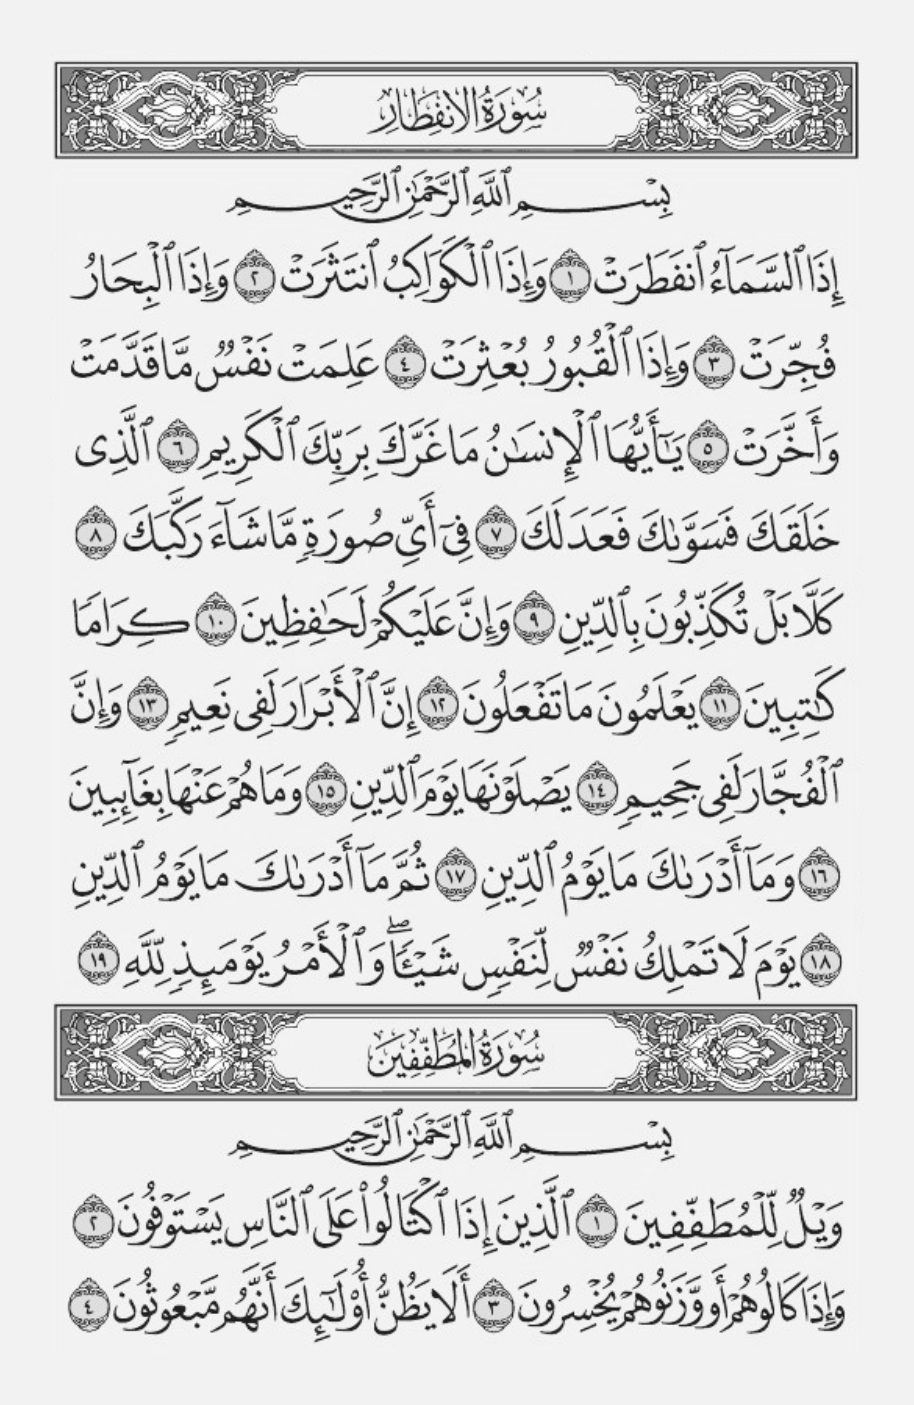 سُورَةُ الانفِطَارِ
بِسْمِ ٱللَّهِ ٱلرَّحْمَٰنِ ٱلرَّحِيمِ
إِذَا ٱلسَّمَآءُ ٱنفَطَرَتْ ١ وَإِذَا ٱلْكَوَاكِبُ ٱنتَثَرَتْ ٢ وَإِذَا ٱلْبِحَارُ
فُجِّرَتْ ٣ وَإِذَا ٱلْقُبُورُ بُعْثِرَتْ ٤ عَلِمَتْ نَفْسٌ مَّا قَدَّمَتْ
وَأَخَّرَتْ ٥ يَٰٓأَيُّهَا ٱلْإِنسَٰنُ مَا غَرَّكَ بِرَبِّكَ ٱلْكَرِيمِ ٦ ٱلَّذِى
خَلَقَكَ فَسَوَّىٰكَ فَعَدَلَكَ ٧ فِىٓ أَىِّ صُورَةٍ مَّا شَآءَ رَكَّبَكَ ٨
كَلَّا بَلْ تُكَذِّبُونَ بِٱلدِّينِ ٩ وَإِنَّ عَلَيْكُمْ لَحَٰفِظِينَ ١٠ كِرَامًا
كَٰتِبِينَ ١١ يَعْلَمُونَ مَا تَفْعَلُونَ ١٢ إِنَّ ٱلْأَبْرَارَ لَفِى نَعِيمٍ ١٣ وَإِنَّ
ٱلْفُجَّارَ لَفِى جَحِيمٍ ١٤ يَصْلَوْنَهَا يَوْمَ ٱلدِّينِ ١٥ وَمَا هُمْ عَنْهَا بِغَآئِبِينَ
١٦ وَمَآ أَدْرَىٰكَ مَا يَوْمُ ٱلدِّينِ ١٧ ثُمَّ مَآ أَدْرَىٰكَ مَا يَوْمُ ٱلدِّينِ
١٨ يَوْمَ لَا تَمْلِكُ نَفْسٌ لِّنَفْسٍ شَيْـًٔا ۖ وَٱلْأَمْرُ يَوْمَئِذٍ لِّلَّهِ ١٩
سُورَةُ المُطَفِّفِينَ
بِسْمِ ٱللَّهِ ٱلرَّحْمَٰنِ ٱلرَّحِيمِ
وَيْلٌ لِّلْمُطَفِّفِينَ ١ ٱلَّذِينَ إِذَا ٱكْتَالُوا۟ عَلَى ٱلنَّاسِ يَسْتَوْفُونَ ٢
وَإِذَا كَالُوهُمْ أَو وَّزَنُوهُمْ يُخْسِرُونَ ٣ أَلَا يَظُنُّ أُو۟لَٰٓئِكَ أَنَّهُم مَّبْعُوثُونَ ٤